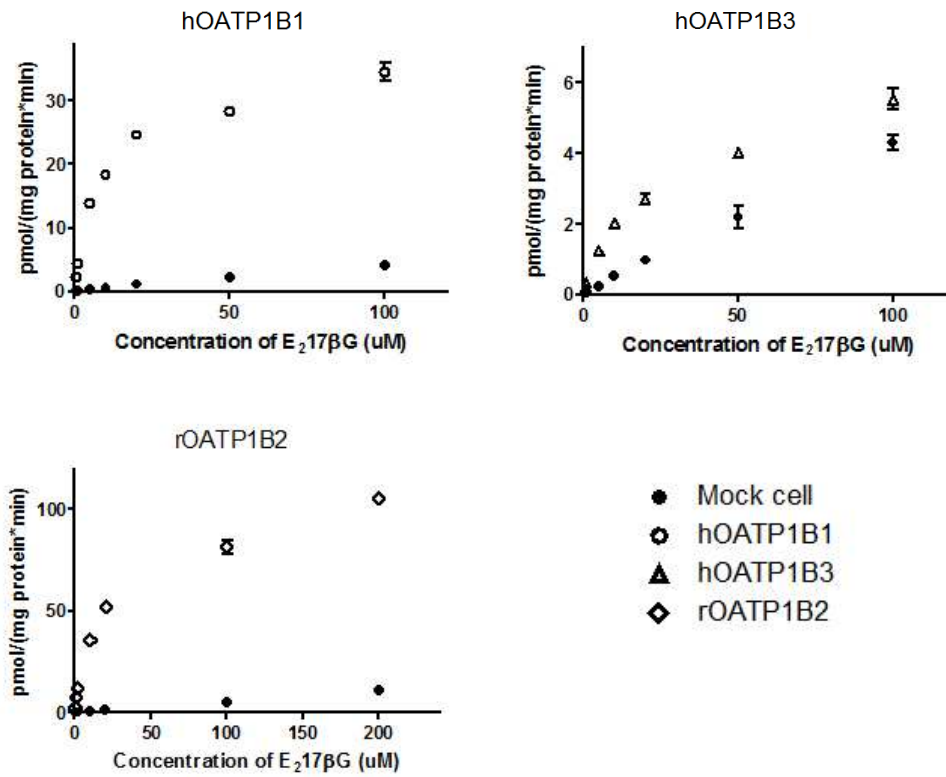 hOATP1B1
pmol/(mg protein*min)
30
20
10
0
0 50 100
Concentration of E₂17βG (uM)
hOATP1B3
pmol/(mg protein*min)
6
4
2
0
0 50 100
Concentration of E₂17βG (uM)
rOATP1B2
pmol/(mg protein*min)
100
50
0
0 50 100 150 200
Concentration of E₂17βG (uM)
Mock cell
hOATP1B1
hOATP1B3
rOATP1B2